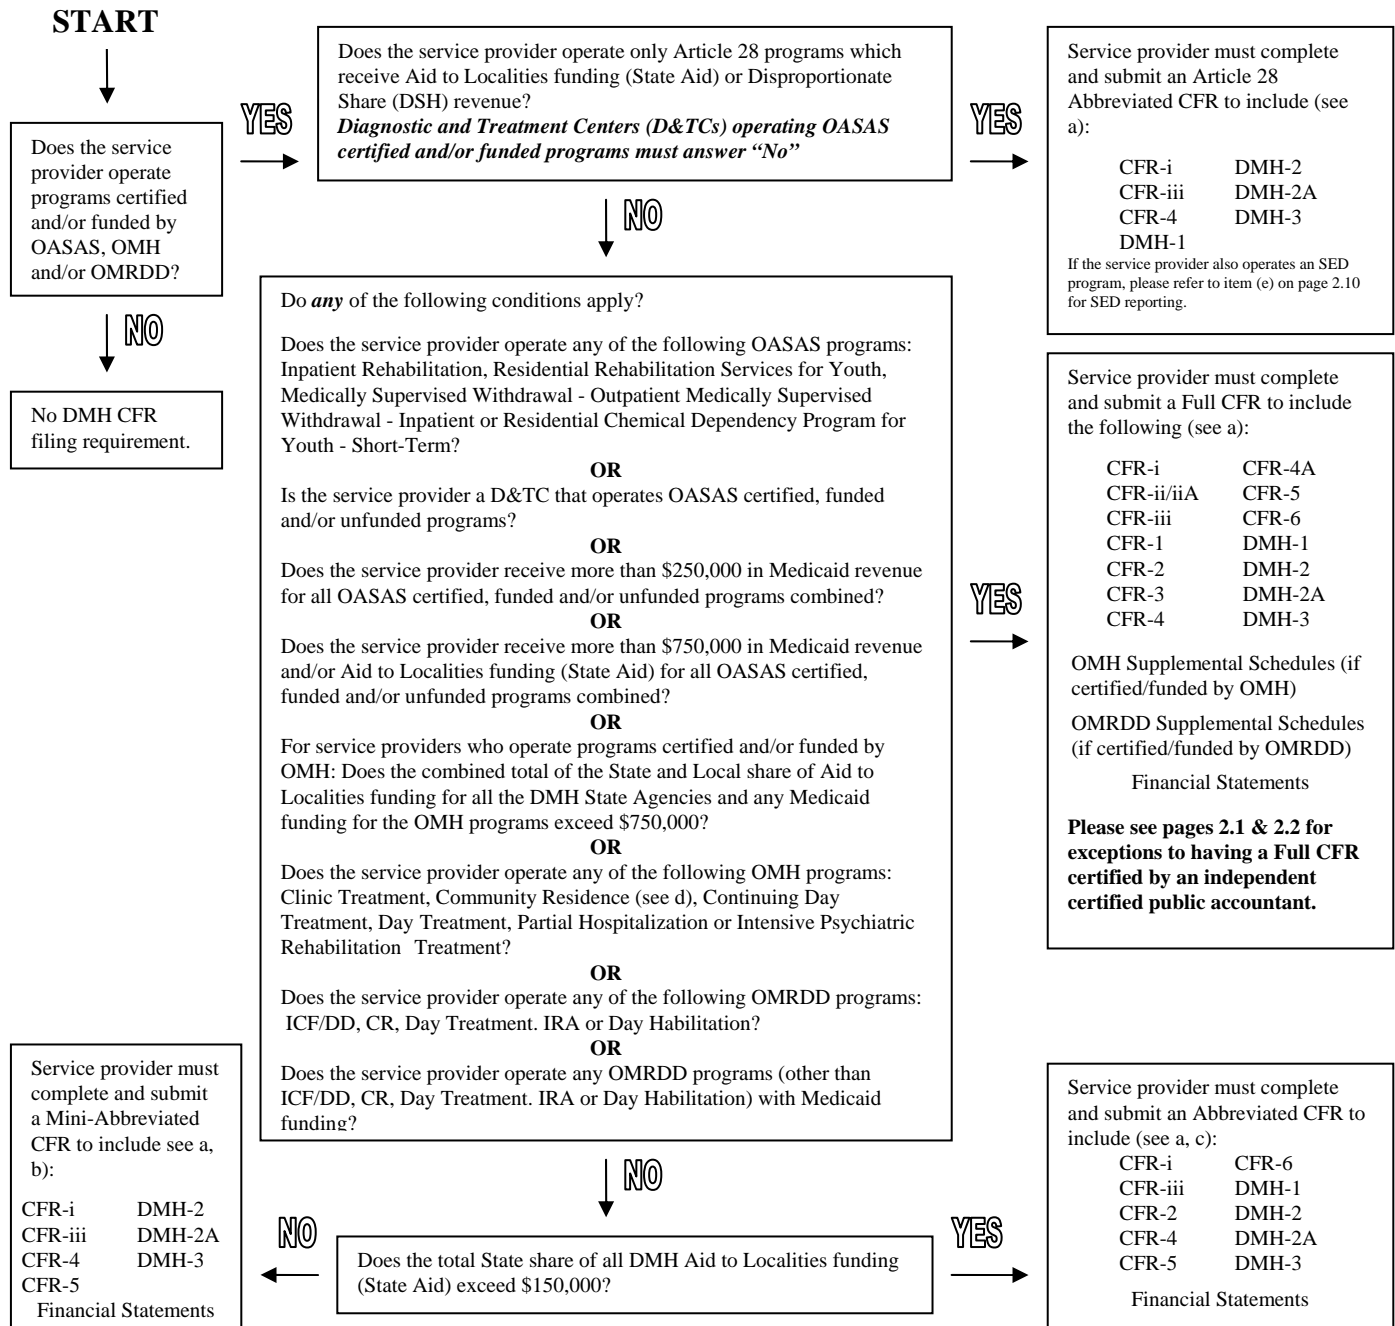 START
Does the service
provider operate
programs certified
and/or funded by
OASAS, OMH
and/or OMRDD?
YES
NO
No DMH CFR
filing requirement.
Does the service provider operate only Article 28 programs which
receive Aid to Localities funding (State Aid) or Disproportionate
Share (DSH) revenue?
Diagnostic and Treatment Centers (D&TCs) operating OASAS
certified and/or funded programs must answer “No”
YES
NO
Service provider must complete
and submit an Article 28
Abbreviated CFR to include (see
a):
CFR-i DMH-2
CFR-iii DMH-2A
CFR-4 DMH-3
DMH-1
If the service provider also operates an SED
program, please refer to item (e) on page 2.10
for SED reporting.
Do any of the following conditions apply?
Does the service provider operate any of the following OASAS programs:
Inpatient Rehabilitation, Residential Rehabilitation Services for Youth,
Medically Supervised Withdrawal - Outpatient Medically Supervised
Withdrawal - Inpatient or Residential Chemical Dependency Program for
Youth - Short-Term?
OR
Is the service provider a D&TC that operates OASAS certified, funded
and/or unfunded programs?
OR
Does the service provider receive more than $250,000 in Medicaid revenue
for all OASAS certified, funded and/or unfunded programs combined?
OR
Does the service provider receive more than $750,000 in Medicaid revenue
and/or Aid to Localities funding (State Aid) for all OASAS certified,
funded and/or unfunded programs combined?
OR
For service providers who operate programs certified and/or funded by
OMH: Does the combined total of the State and Local share of Aid to
Localities funding for all the DMH State Agencies and any Medicaid
funding for the OMH programs exceed $750,000?
OR
Does the service provider operate any of the following OMH programs:
Clinic Treatment, Community Residence (see d), Continuing Day
Treatment, Day Treatment, Partial Hospitalization or Intensive Psychiatric
Rehabilitation Treatment?
OR
Does the service provider operate any of the following OMRDD programs:
ICF/DD, CR, Day Treatment. IRA or Day Habilitation?
OR
Does the service provider operate any OMRDD programs (other than
ICF/DD, CR, Day Treatment. IRA or Day Habilitation) with Medicaid
funding?
YES
NO
Service provider must complete
and submit a Full CFR to include
the following (see a):
CFR-i CFR-4A
CFR-ii/iiA CFR-5
CFR-iii CFR-6
CFR-1 DMH-1
CFR-2 DMH-2
CFR-3 DMH-2A
CFR-4 DMH-3
OMH Supplemental Schedules (if
certified/funded by OMH)
OMRDD Supplemental Schedules
(if certified/funded by OMRDD)
Financial Statements
Please see pages 2.1 & 2.2 for
exceptions to having a Full CFR
certified by an independent
certified public accountant.
Does the total State share of all DMH Aid to Localities funding
(State Aid) exceed $150,000?
NO
YES
Service provider must
complete and submit
a Mini-Abbreviated
CFR to include see a,
b):
CFR-i DMH-2
CFR-iii DMH-2A
CFR-4 DMH-3
CFR-5
Financial Statements
Service provider must complete
and submit an Abbreviated CFR to
include (see a, c):
CFR-i CFR-6
CFR-iii DMH-1
CFR-2 DMH-2
CFR-4 DMH-2A
CFR-5 DMH-3
Financial Statements